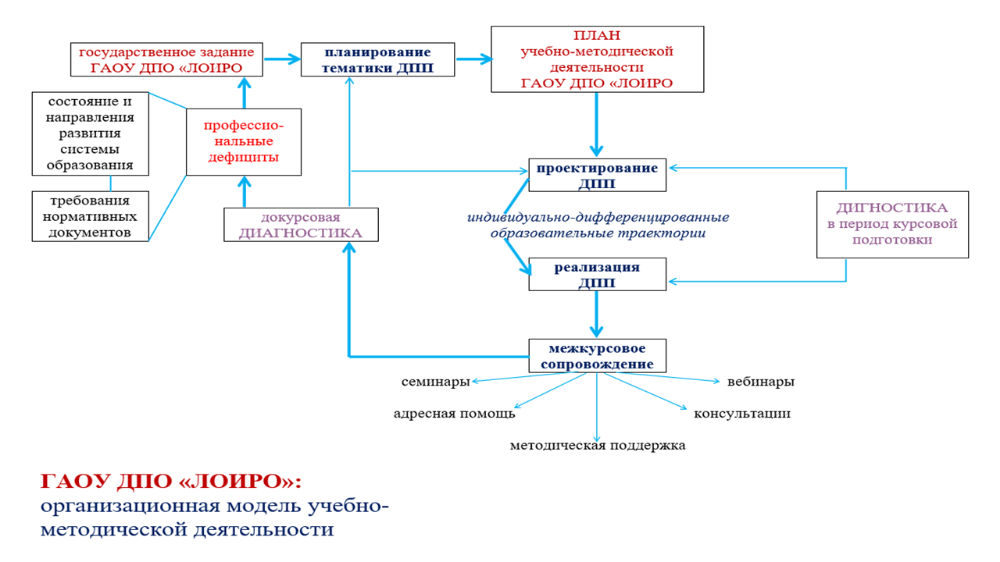 государственное задание
ГАОУ ДПО «ЛОИРО
планирование
тематики ДПП
ПЛАН
учебно-методической
деятельности
ГАОУ ДПО «ЛОИРО
состояние и
направления
развития
системы
образования
профессио-
нальные
дефициты
требования
нормативных
документов
докурсовая
ДИАГНОСТИКА
проектирование
ДПП
индивидуально-дифференцированные
образовательные траектории
ДИГНОСТИКА
в период курсовой
подготовки
реализация
ДПП
межкурсовое
сопровождение
семинары
вебинары
адресная помощь
консультации
методическая поддержка
ГАОУ ДПО «ЛОИРО»:
организационная модель учебно-
методической деятельности